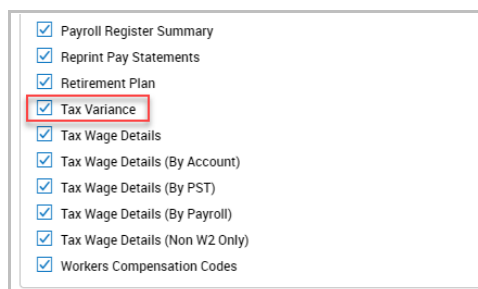 Payroll Register Summary
Reprint Pay Statements
Retirement Plan
Tax Variance
Tax Wage Details
Tax Wage Details (By Account)
Tax Wage Details (By PST)
Tax Wage Details (By Payroll)
Tax Wage Details (Non W2 Only)
Workers Compensation Codes